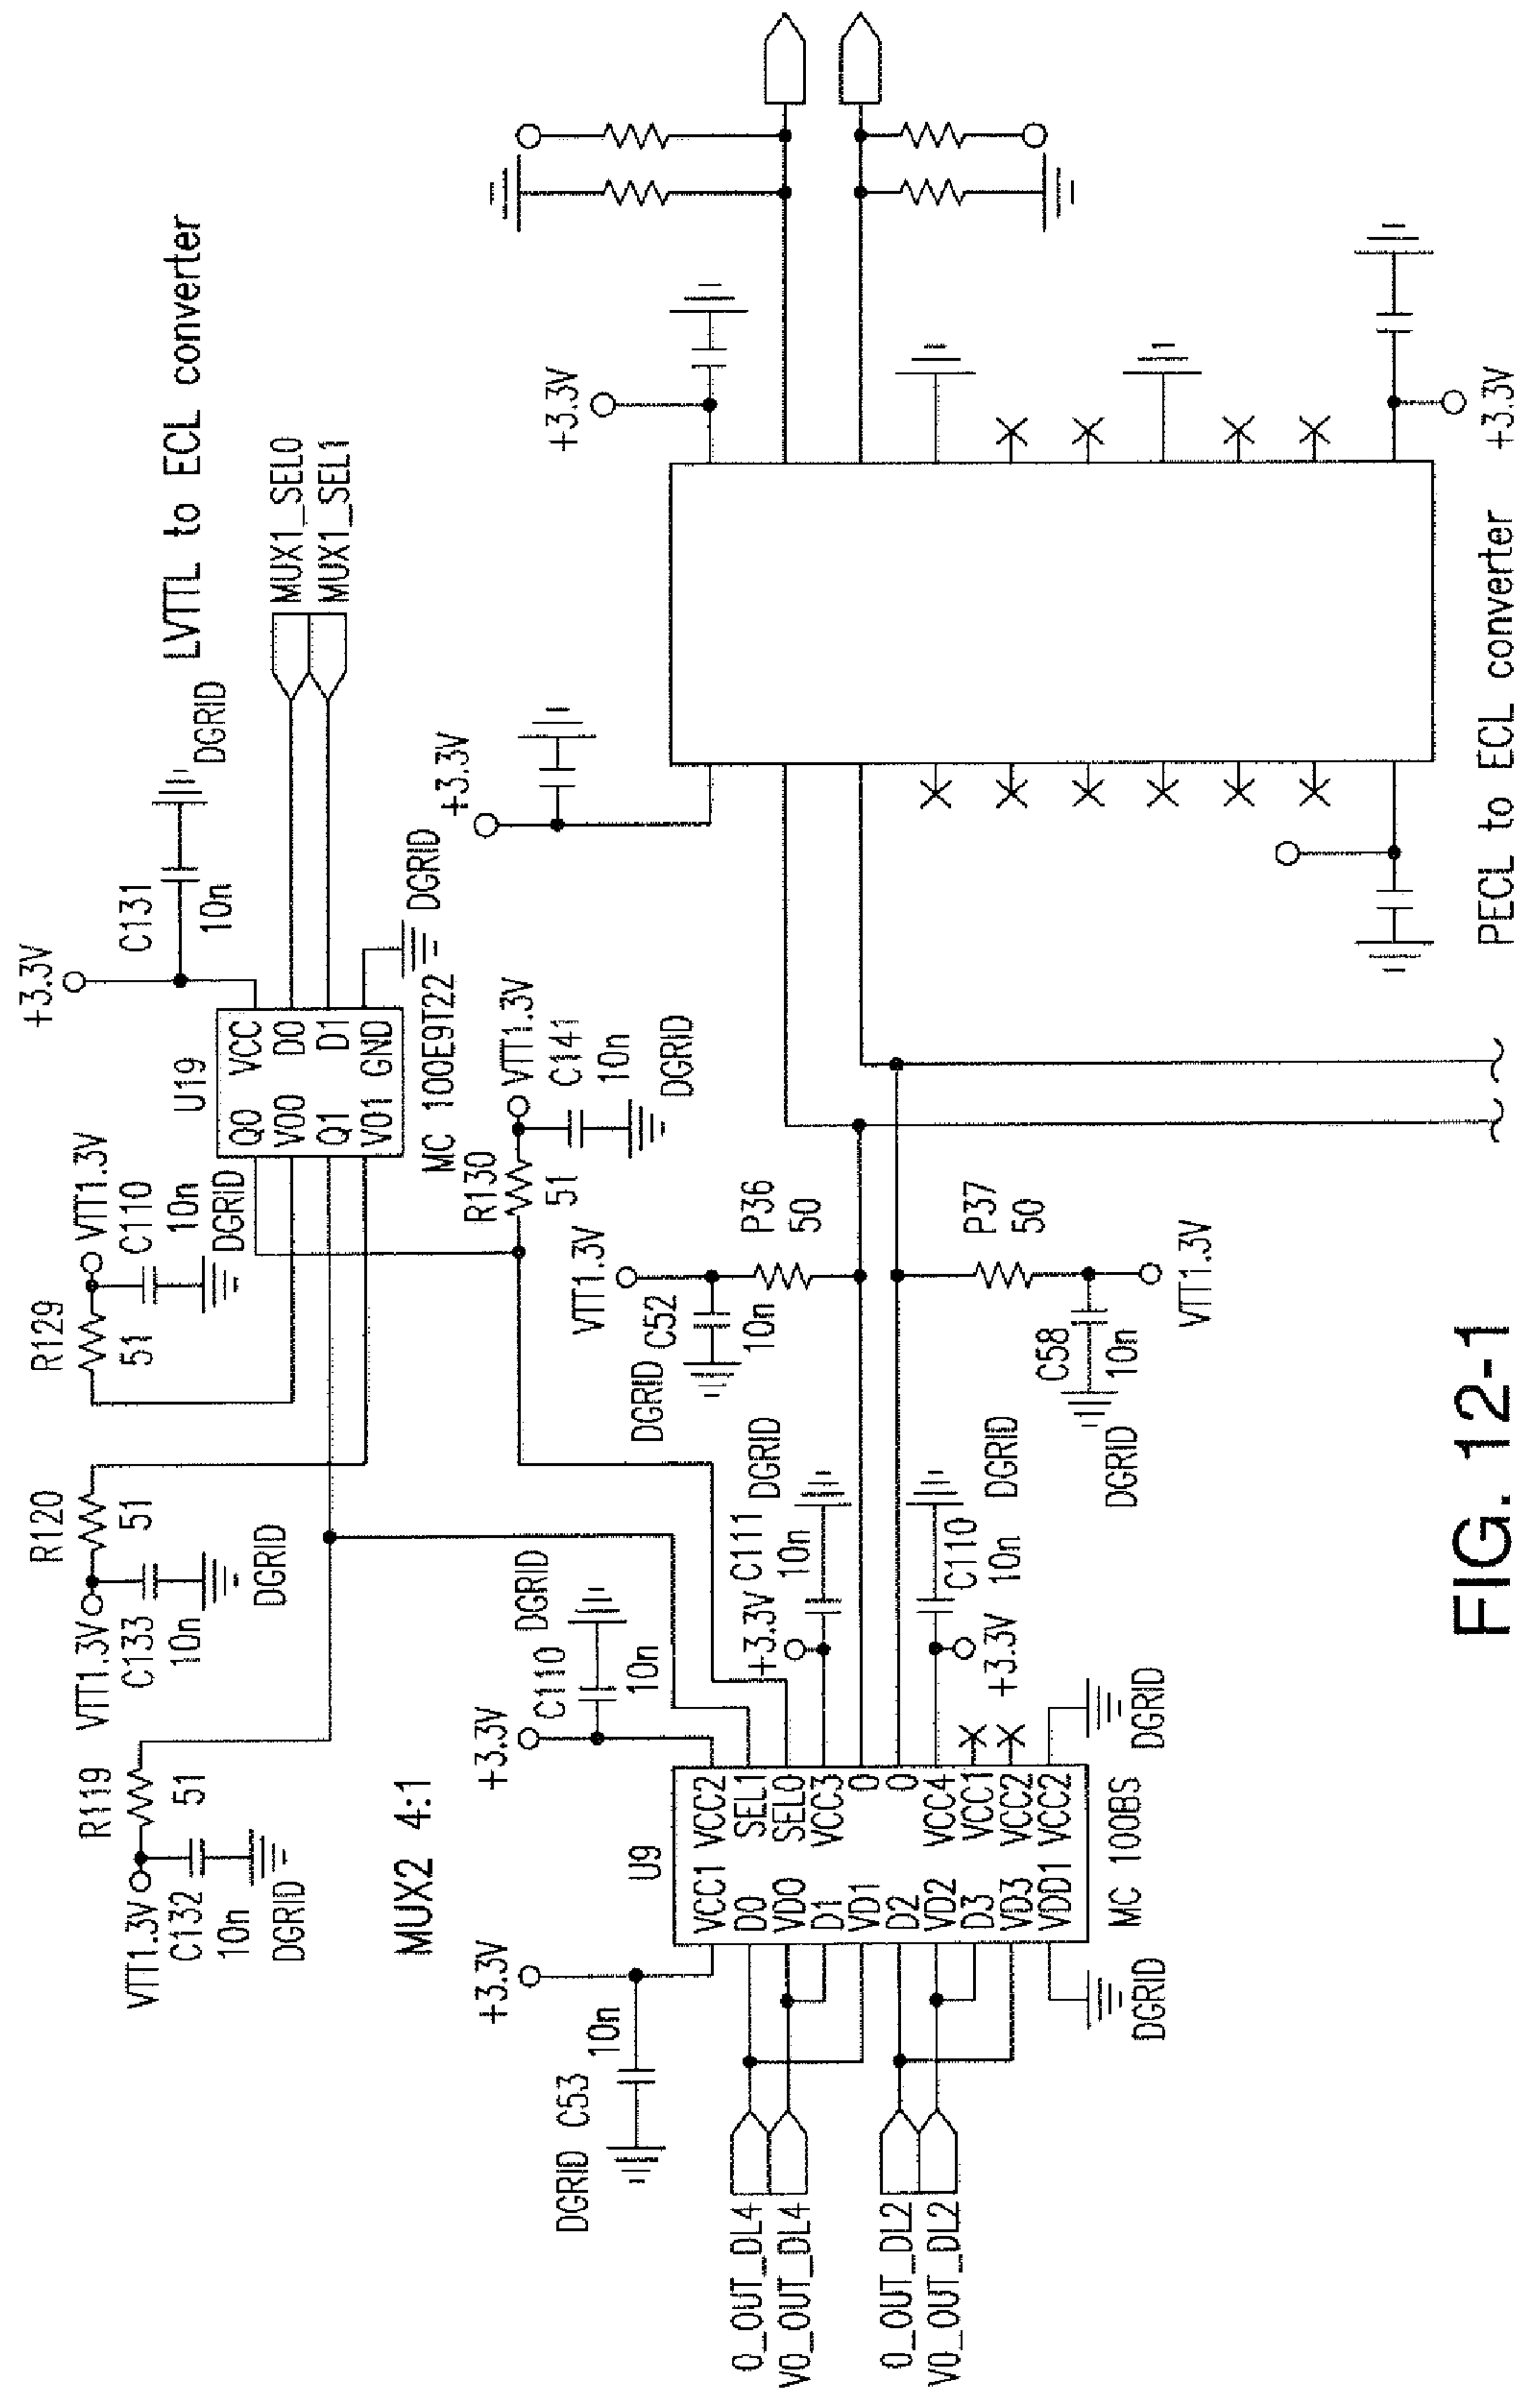 +3.3V
C131
10n
DGRID
LVTTL to ECL converter
VTT1.3V
R129
51
C110
10n
DGRID
U19
Q0 VCC
V00 D0
Q1 D1
V01 GND
MUX1_SEL0
MUX1_SEL1
DGRID
MC 100E9T22
R120
51
VTT1.3V
C133
10n
DGRID
R119
51
VTT1.3V
C132
10n
DGRID
R130
51
VTT1.3V
C141
10n
DGRID
MUX2 4:1
+3.3V
10n
DGRID C53
+3.3V
C110
10n
DGRID
U9
VCC1 VCC2
D0 SEL1
VD0 SEL0
D1 VCC3
VD1 0
D2 0
VD2 VCC4
D3 VCC1
VD3 VCC2
VDD1 VCC2
MC 100BS
DGRID
DGRID
0_OUT_DL4
V0_OUT_DL4
0_OUT_DL2
V0_OUT_DL2
+3.3V
C111
10n
DGRID
+3.3V
C110
10n
DGRID
VTT1.3V
C52
10n
DGRID
P36
50
P37
50
C58
10n
DGRID
VTT1.3V
+3.3V
+3.3V
+3.3V
PECL to ECL converter
FIG. 12-1